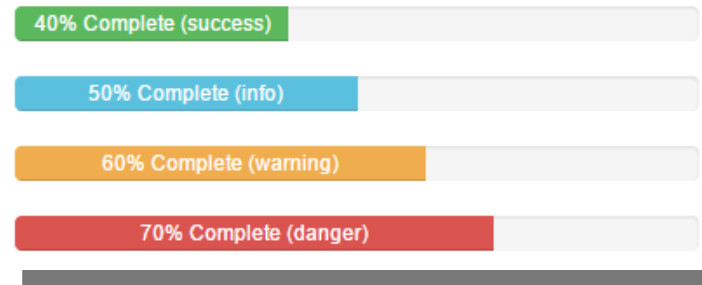 40% Complete (success)
50% Complete (info)
60% Complete (warning)
70% Complete (danger)